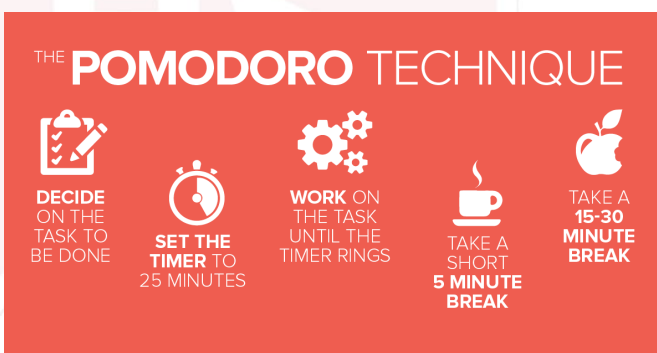 THE POMODORO TECHNIQUE
DECIDE
ON THE
TASK TO
BE DONE
SET THE
TIMER TO
25 MINUTES
WORK ON
THE TASK
UNTIL THE
TIMER RINGS
TAKE A
SHORT
5 MINUTE
BREAK
TAKE A
15-30
MINUTE
BREAK